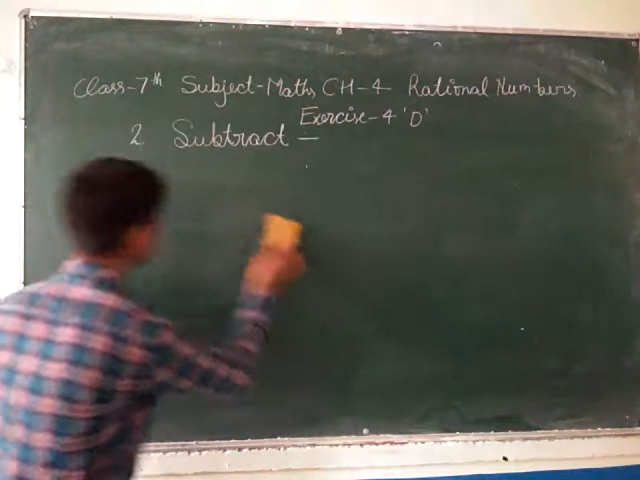 Class-7th Subject-Maths CH-4 Rational Numbers
Exercise-4 'D'
2. Subtract -